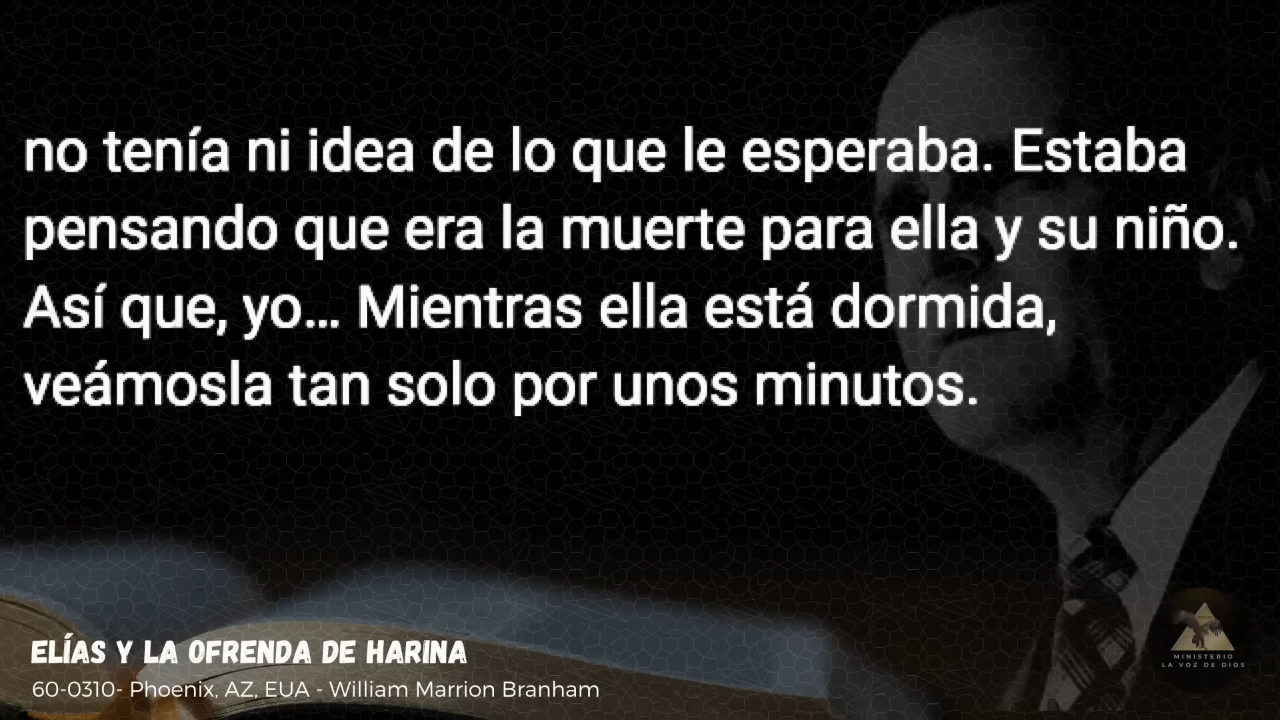 no tenía ni idea de lo que le esperaba. Estaba
pensando que era la muerte para ella y su niño.
Así que, yo... Mientras ella está dormida,
veámosla tan solo por unos minutos.
ELÍAS Y LA OFRENDA DE HARINA
60-0310- Phoenix, AZ, EUA - William Marrion Branham
MINISTERIO
LA VOZ DE DIOS